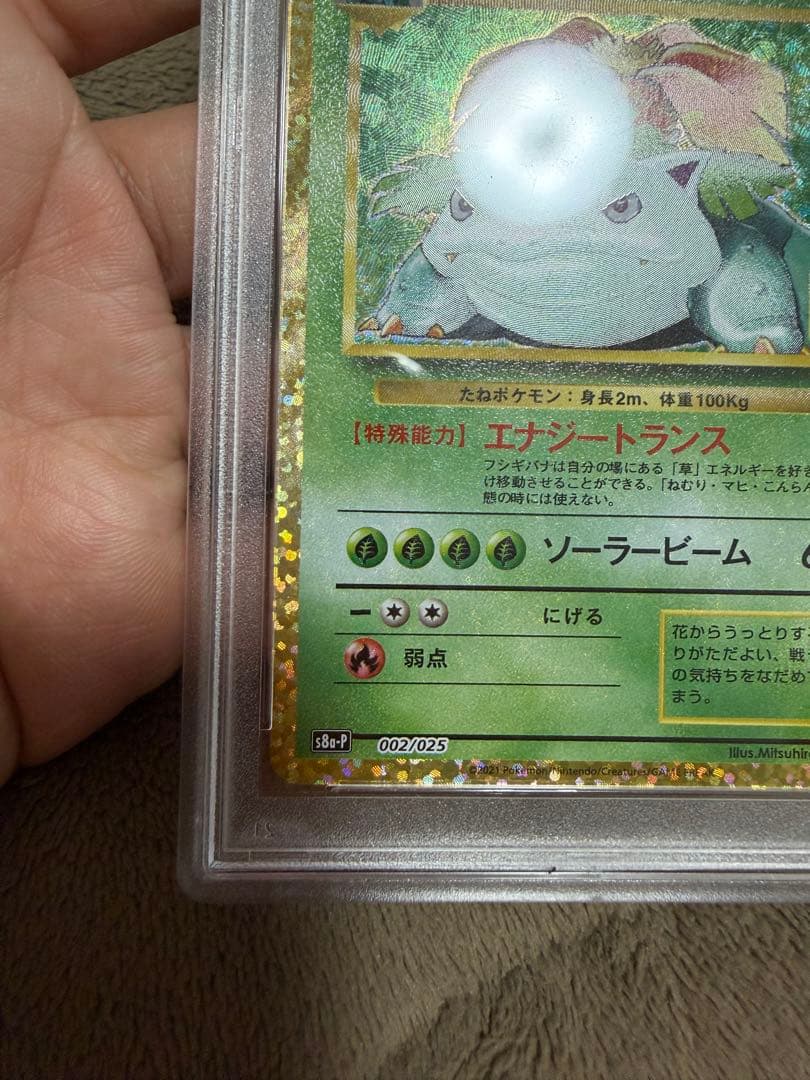 たねポケモン：身長2m、体重100Kg
【特殊能力】 エナジートランス
フシギバナは自分の場にある「草」エネルギーを好き
け移動させることができる。「ねむり・マヒ・こんらん
態の時には使えない。
ソーラービーム
にげる
弱点
花からうっとりする
りがただよい、戦
の気持ちをなだめて
まう。
s8a-P 002/025
Illus.Mitsuhiro
©2021 Pokémon/Nintendo/Creatures/GAME FREAK